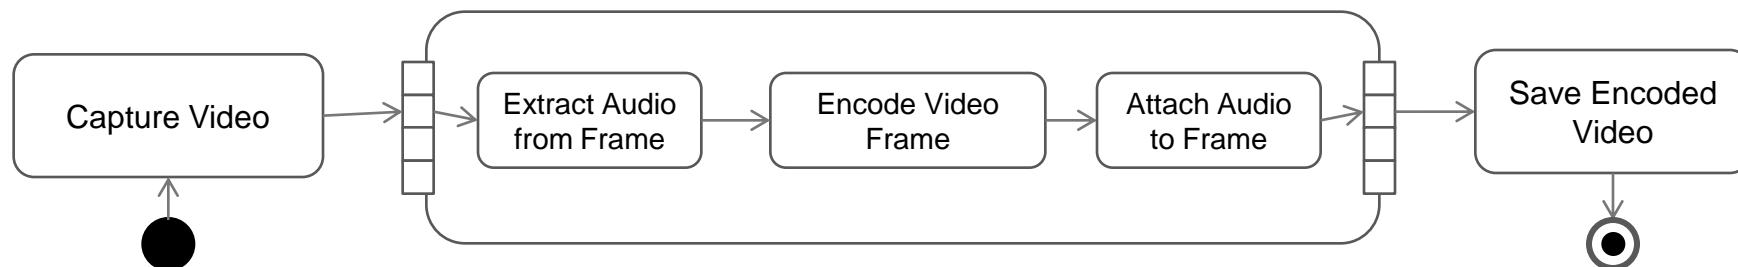 Capture Video
Extract Audio
from Frame
Encode Video
Frame
Attach Audio
to Frame
Save Encoded
Video